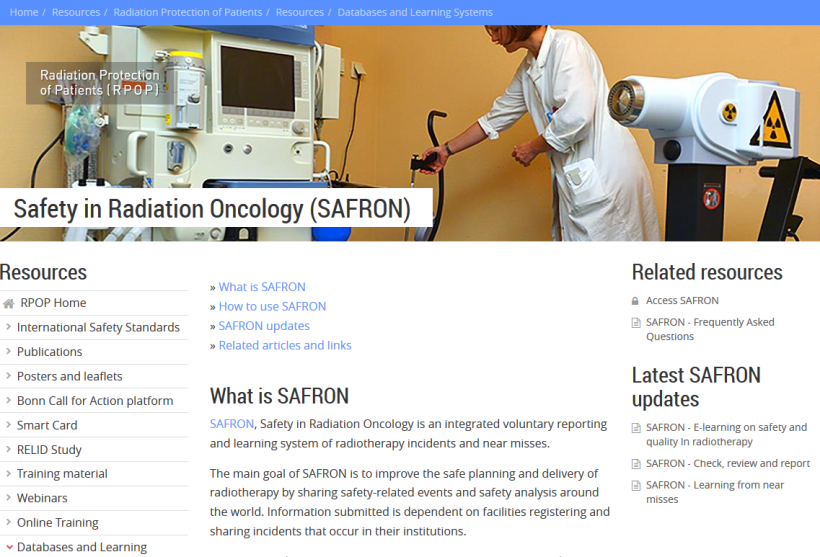 Home / Resources / Radiation Protection of Patients / Resources / Databases and Learning Systems
Radiation Protection
of Patients (RPOP)
Safety in Radiation Oncology (SAFRON)
Resources
RPOP Home
International Safety Standards
Publications
Posters and leaflets
Bonn Call for Action platform
Smart Card
RELID Study
Training material
Webinars
Online Training
Databases and Learning
» What is SAFRON
» How to use SAFRON
» SAFRON updates
» Related articles and links
What is SAFRON
SAFRON, Safety in Radiation Oncology is an integrated voluntary reporting
and learning system of radiotherapy incidents and near misses.
The main goal of SAFRON is to improve the safe planning and delivery of
radiotherapy by sharing safety-related events and safety analysis around
the world. Information submitted is dependent on facilities registering and
sharing incidents that occur in their institutions.
Related resources
Access SAFRON
SAFRON - Frequently Asked
Questions
Latest SAFRON
updates
SAFRON - E-learning on safety and
quality In radiotherapy
SAFRON - Check, review and report
SAFRON - Learning from near
misses